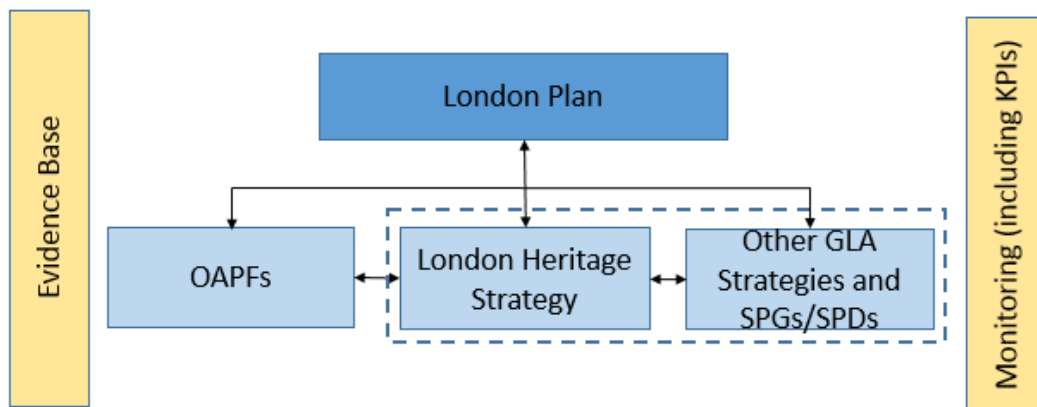 Evidence Base
London Plan
OAPFs
London Heritage
Strategy
Other GLA
Strategies and
SPGs/SPDs
Monitoring (including KPIs)